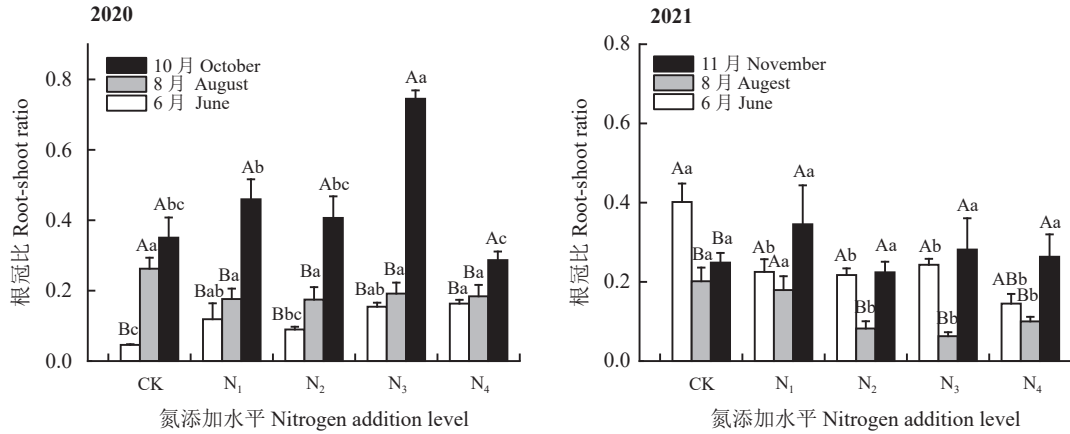 2020
根冠比 Root-shoot ratio
0.8
0.6
0.4
0.2
0.0
10 月 October
8 月 August
6 月 June
Bc
Aa
Abc
Bab
Ba
Ab
Bbc
Ba
Abc
Bab
Ba
Aa
Ba
Ba
Ac
CK N₁ N₂ N₃ N₄
氮添加水平 Nitrogen addition level
2021
根冠比 Root-shoot ratio
0.8
0.6
0.4
0.2
0.0
11 月 November
8 月 Augest
6 月 June
Aa
Ba
Ba
Ab
Aa
Aa
Ab
Bb
Aa
Ab
Bb
Aa
ABb
Bb
Aa
CK N₁ N₂ N₃ N₄
氮添加水平 Nitrogen addition level